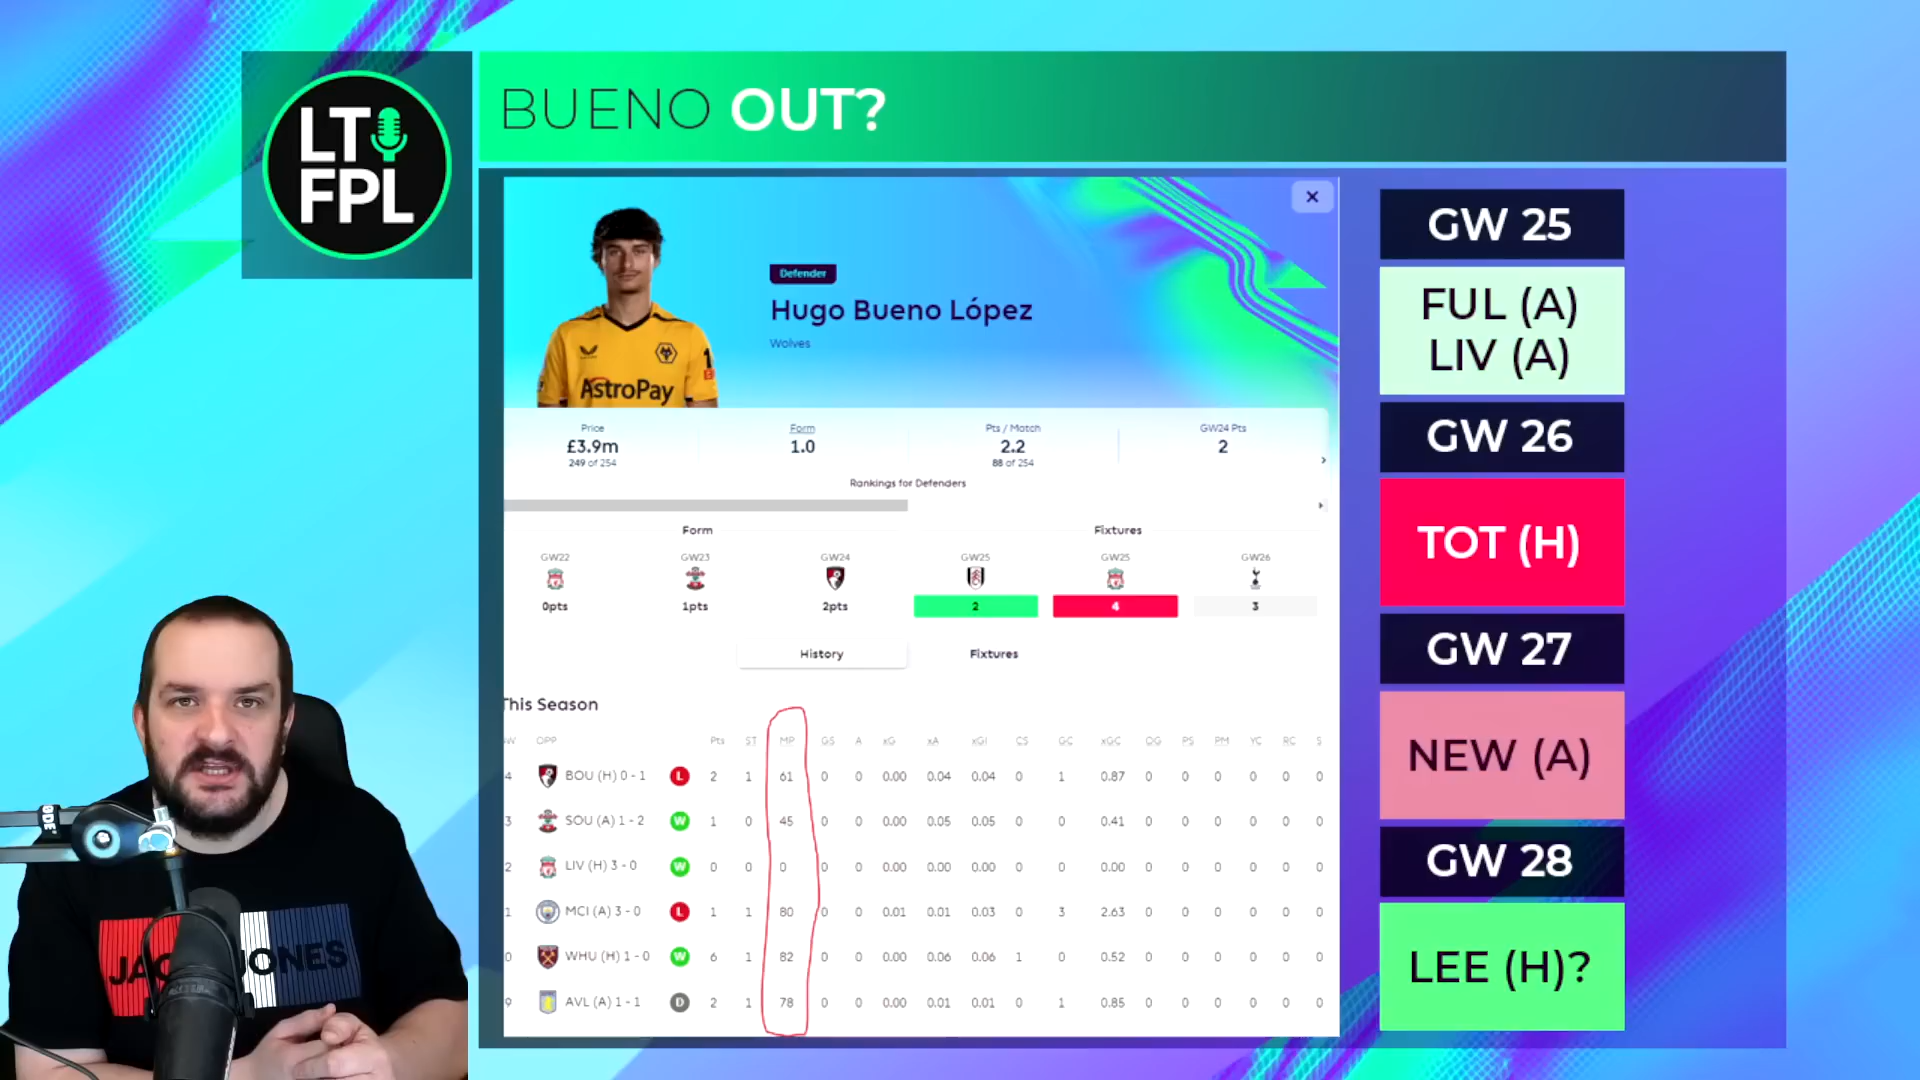 LT
FPL
BUENO OUT?
Defender
Hugo Bueno López
Wolves
AstroPay
Price
£3.9m
249 of 254
Form
1.0
Pts / Match
2.2
88 of 254
GW24 Pts
2
Rankings for Defenders
Form
Fixtures
GW22
GW23
GW24
GW25
GW25
GW26
0pts
1pts
2pts
2
4
3
History
Fixtures
This Season
OPP Pts ST MP GS A xG xA xGI CS GC xGC OG PS PM YC RC S
4 BOU (H) 0 - 1 L 2 1 61 0 0 0.00 0.04 0.04 0 1 0.87 0 0 0 0 0 0
3 SOU (A) 1 - 2 W 1 0 45 0 0 0.00 0.05 0.05 0 0 0.41 0 0 0 0 0 0
2 LIV (H) 3 - 0 W 0 0 0 0 0 0.00 0.00 0.00 0 0 0.00 0 0 0 0 0 0
1 MCI (A) 3 - 0 L 1 1 80 0 0 0.01 0.01 0.03 0 3 2.63 0 0 0 0 0 0
0 WHU (H) 1 - 0 W 6 1 82 0 0 0.00 0.06 0.06 1 0 0.52 0 0 0 0 0 0
9 AVL (A) 1 - 1 D 2 1 78 0 0 0.00 0.01 0.01 0 1 0.85 0 0 0 0 0 0
GW 25
FUL (A)
LIV (A)
GW 26
TOT (H)
GW 27
NEW (A)
GW 28
LEE (H)?
JONES